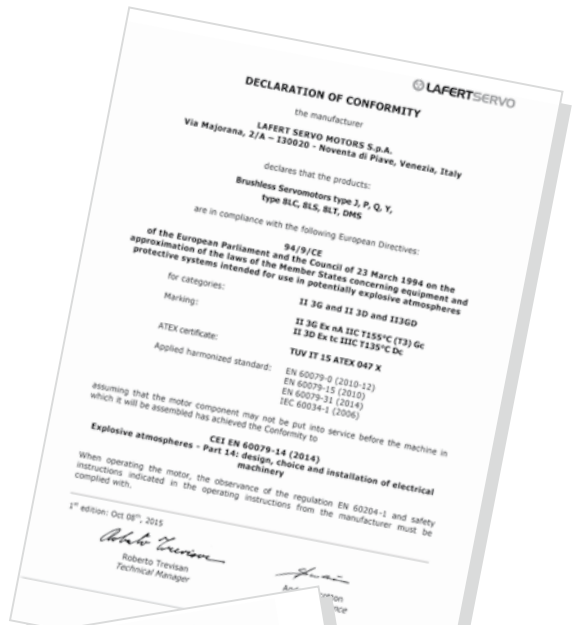 LAFERT SERVO
DECLARATION OF CONFORMITY
the manufacturer
LAFERT SERVO MOTORS S.p.A.
Via Majorana, 2/A – I30020 - Noventa di Piave, Venezia, Italy
declares that the products:
Brushless Servomotors type J, P, Q, Y,
type BLC, BLS, BLT, DMS
are in compliance with the following European Directives:
94/9/CE
of the European Parliament and the Council of 23 March 1994 on the
approximation of the laws of the Member States concerning equipment and
protective systems intended for use in potentially explosive atmospheres
for categories: II 3G and II 3D and II3GD
Marking: II 3G Ex nA IIC T155°C (T3) Gc
II 3D Ex tc IIIC T135°C Dc
ATEX certificate: TUV IT 15 ATEX 047 X
Applied harmonized standard: EN 60079-0 (2010-12)
EN 60079-15 (2010)
EN 60079-31 (2014)
IEC 60034-1 (2006)
assuming that the motor component may not be put into service before the machine in
which it will be assembled has achieved the Conformity to
CEI EN 60079-14 (2014)
Explosive atmospheres - Part 14: design, choice and installation of electrical
machinery
When operating the motor, the observance of the regulation EN 60204-1 and safety
instructions indicated in the operating instructions from the manufacturer must be
complied with.
1st edition: Oct 08th, 2015
Roberto Trevisan
Roberto Trevisan
Technical Manager